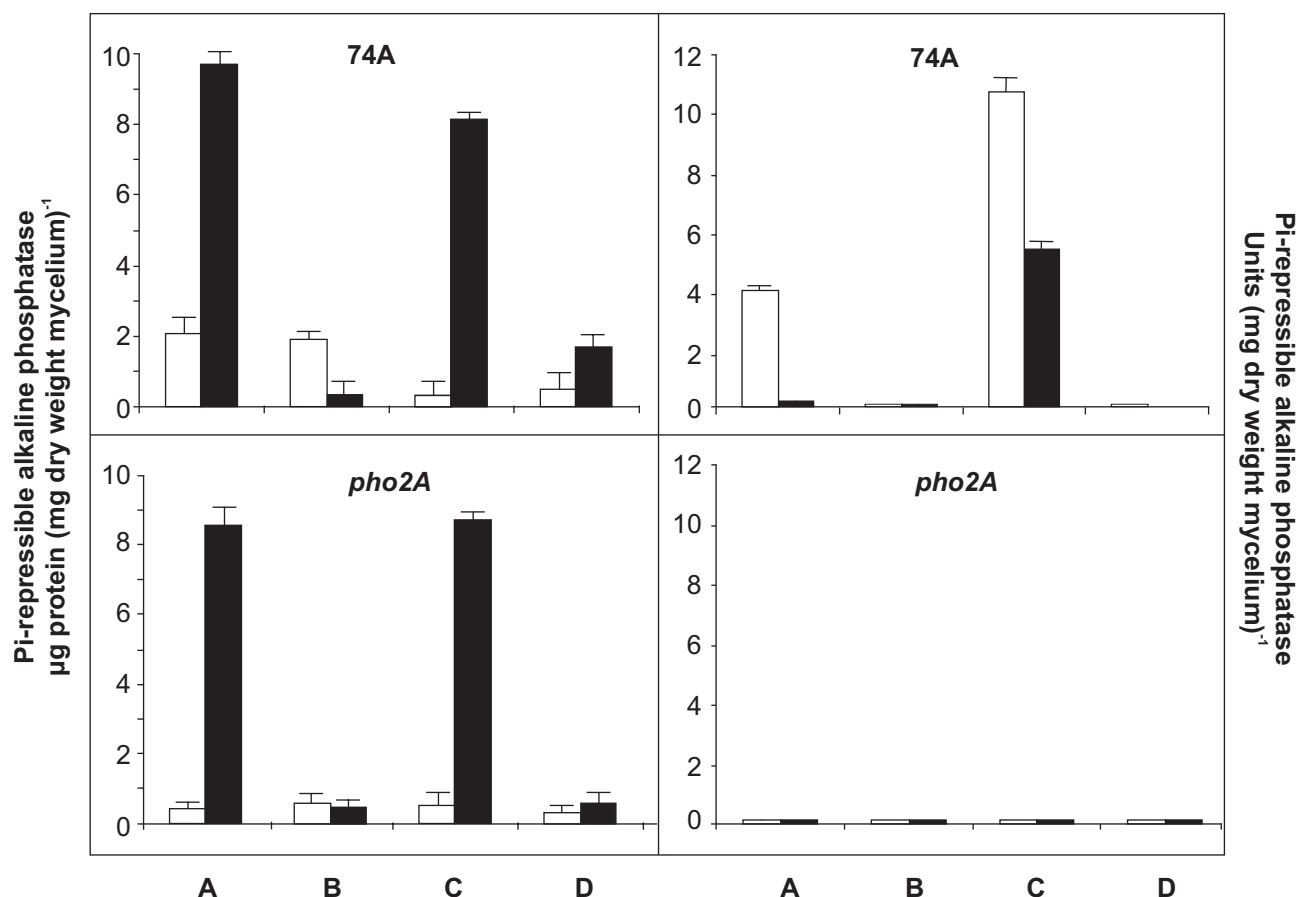 Pi-repressible alkaline phosphatase
µg protein (mg dry weight mycelium)⁻¹
74A
10
8
6
4
2
0
74A
12
10
8
6
4
2
0
pho2A
10
8
6
4
2
0
pho2A
12
10
8
6
4
2
0
A B C D
A B C D
Pi-repressible alkaline phosphatase
Units (mg dry weight mycelium)⁻¹